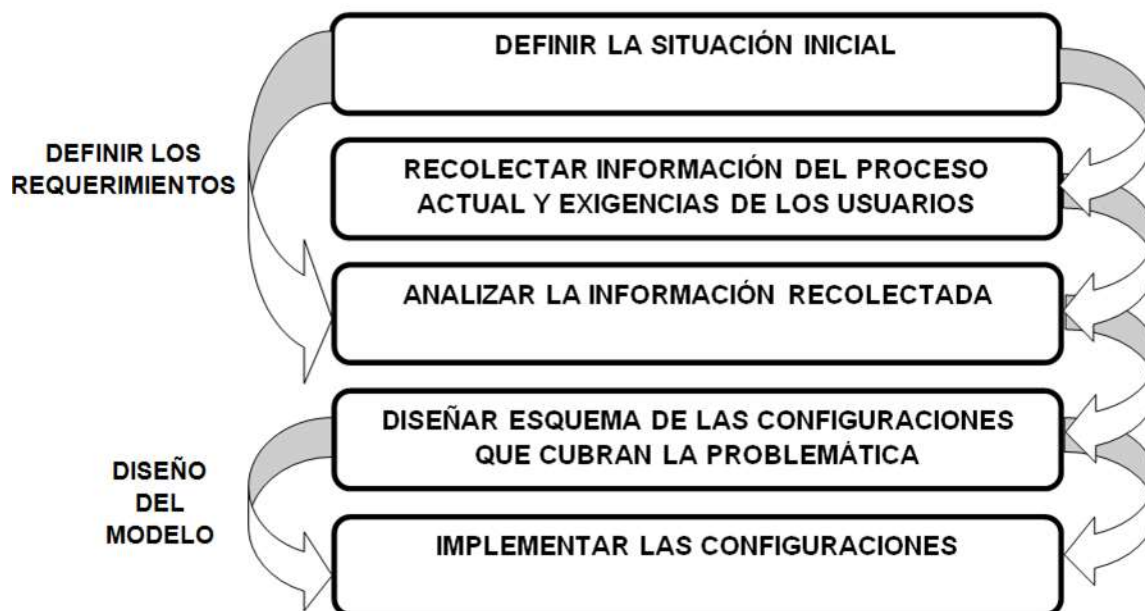 DEFINIR LA SITUACIÓN INICIAL
DEFINIR LOS
REQUERIMIENTOS
RECOLECTAR INFORMACIÓN DEL PROCESO
ACTUAL Y EXIGENCIAS DE LOS USUARIOS
ANALIZAR LA INFORMACIÓN RECOLECTADA
DISEÑAR ESQUEMA DE LAS CONFIGURACIONES
QUE CUBRAN LA PROBLEMÁTICA
DISEÑO
DEL
MODELO
IMPLEMENTAR LAS CONFIGURACIONES